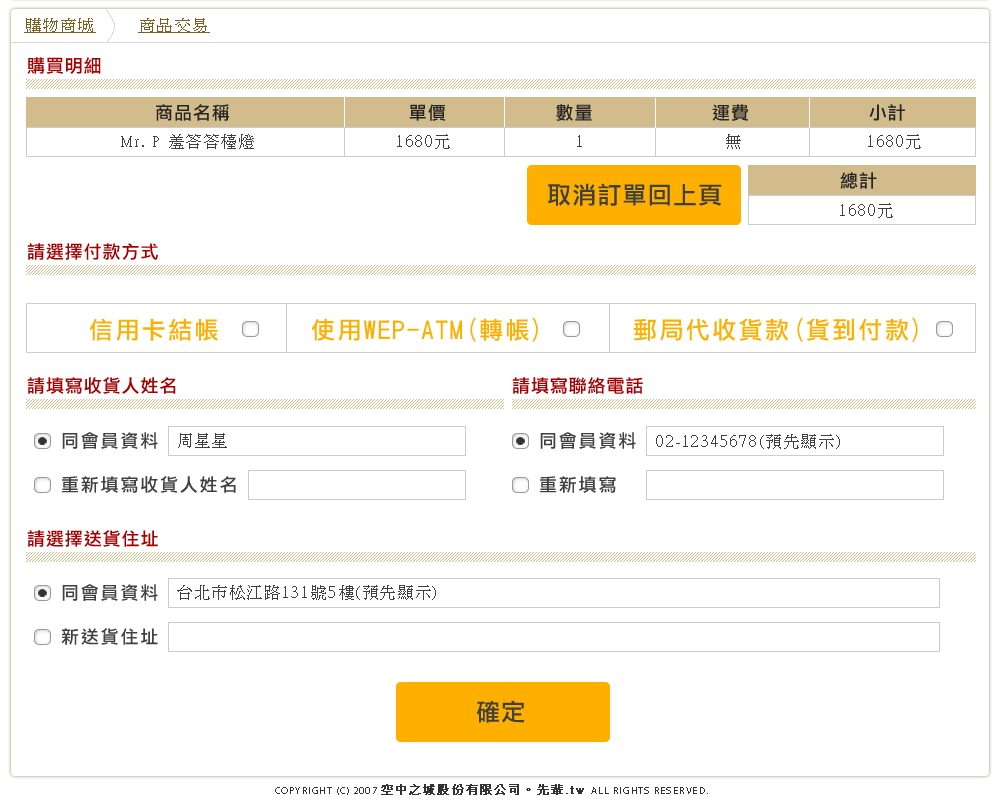 購物商城 商品交易
購買明細
商品名稱 單價 數量 運費 小計
Mr. P 羞答答檯燈 1680元 1 無 1680元
取消訂單回上頁 總計
1680元
請選擇付款方式
信用卡結帳 使用WEP-ATM(轉帳) 郵局代收貨款(貨到付款)
請填寫收貨人姓名 請填寫聯絡電話
同會員資料 周星星 同會員資料 02-12345678(預先顯示)
重新填寫收貨人姓名 重新填寫
請選擇送貨住址
同會員資料 台北市松江路131號5樓(預先顯示)
新送貨住址
確定
COPYRIGHT (C) 2007 空中之城股份有限公司。先輩.tw ALL RIGHTS RESERVED.